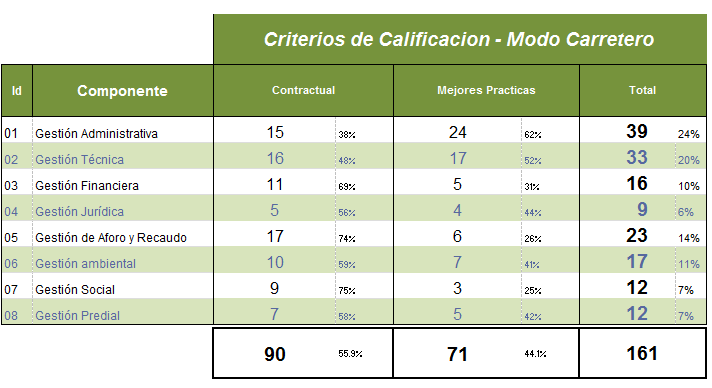 Criterios de Calificacion - Modo Carretero
Id Componente Contractual Mejores Practicas Total
01 Gestión Administrativa 15 38% 24 62% 39 24%
02 Gestión Técnica 16 48% 17 52% 33 20%
03 Gestión Financiera 11 69% 5 31% 16 10%
04 Gestión Jurídica 5 56% 4 44% 9 6%
05 Gestión de Aforo y Recaudo 17 74% 6 26% 23 14%
06 Gestión ambiental 10 59% 7 41% 17 11%
07 Gestión Social 9 75% 3 25% 12 7%
08 Gestión Predial 7 58% 5 42% 12 7%
90 55.9% 71 44.1% 161